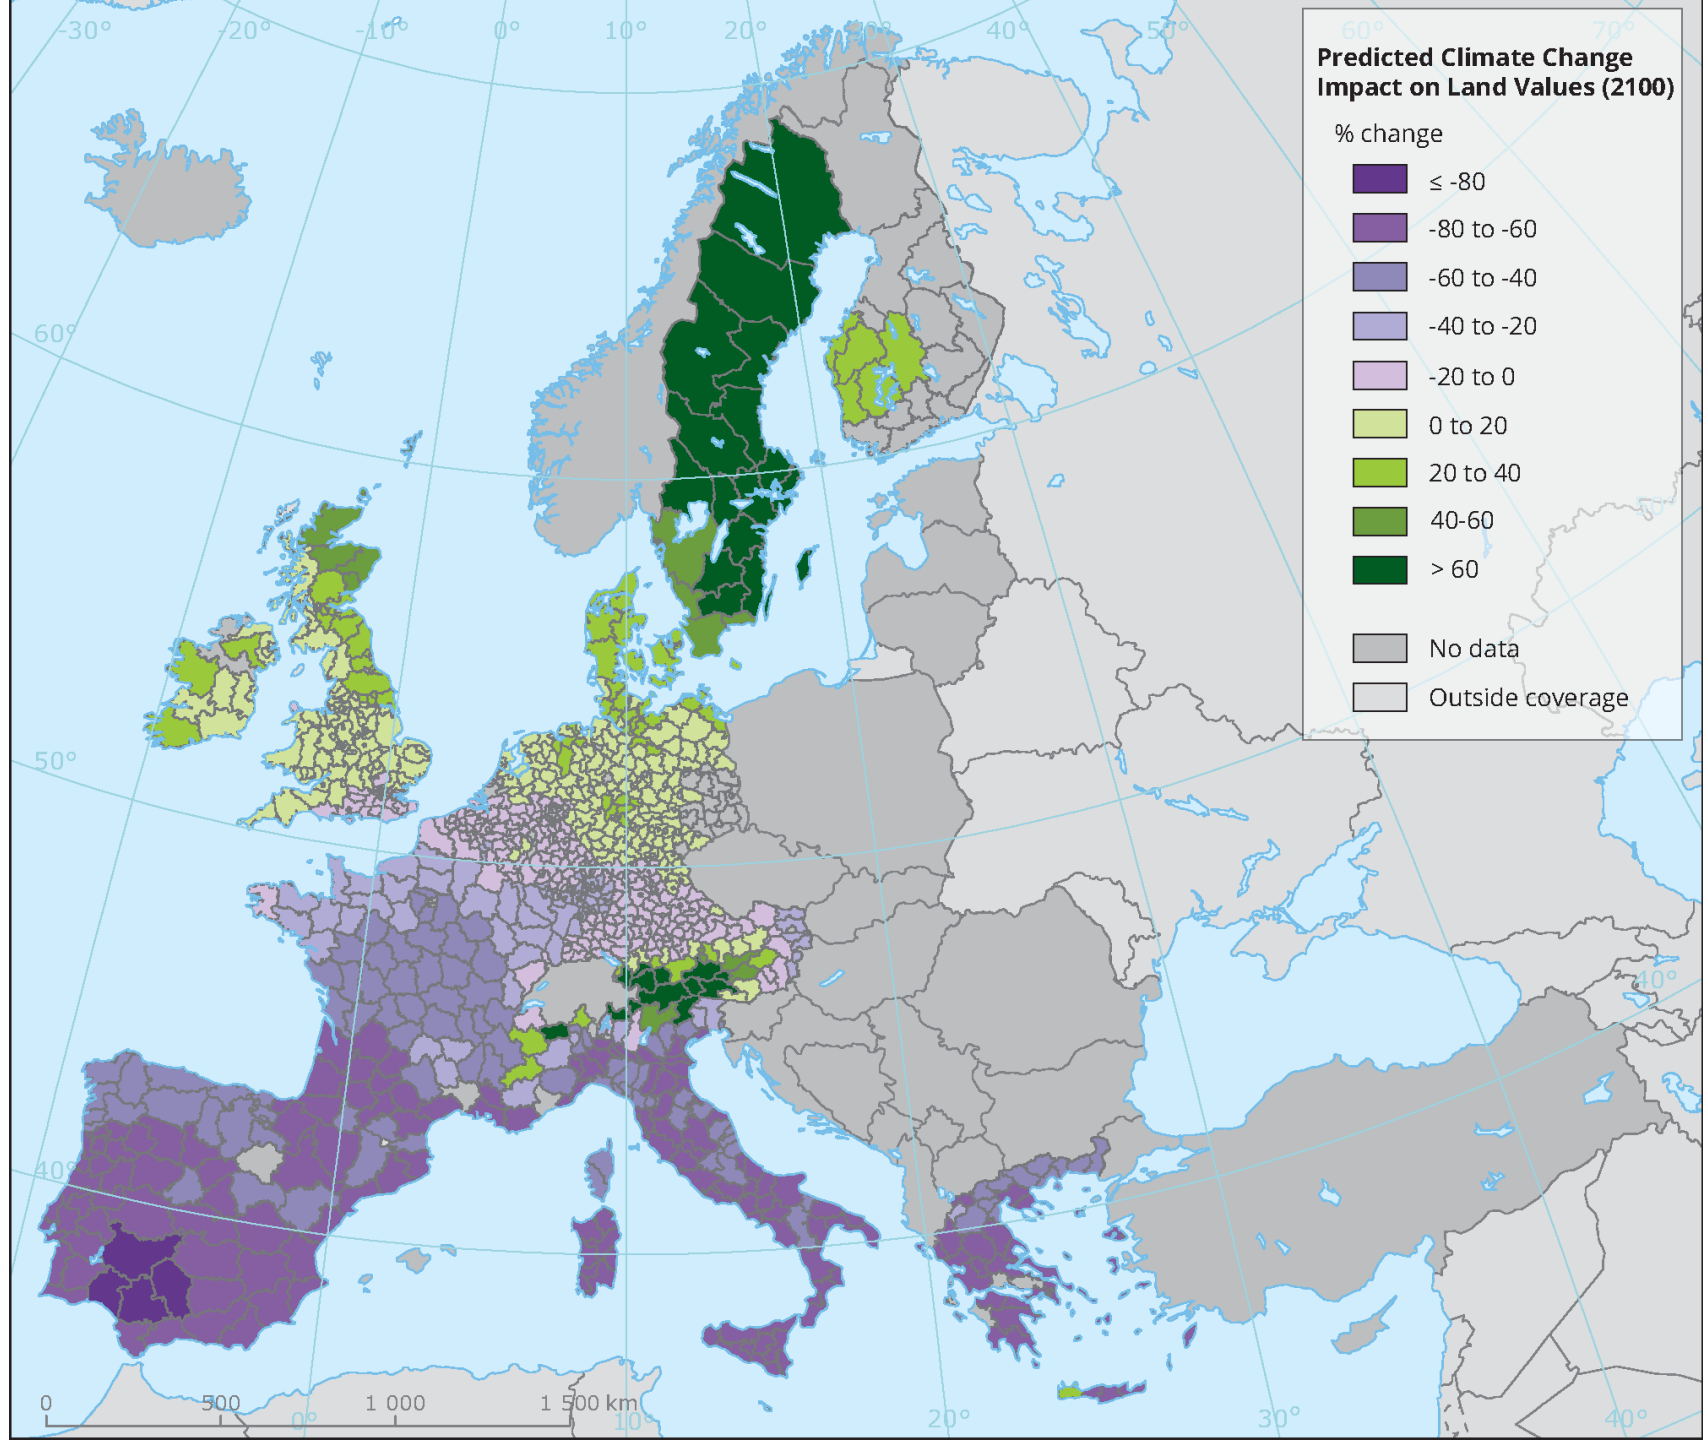 -30°
-20°
-10°
0°
10°
20°
30°
40°
50°
60°
70°
Predicted Climate Change
Impact on Land Values (2100)
% change
≤ -80
-80 to -60
-60 to -40
-40 to -20
-20 to 0
0 to 20
20 to 40
40-60
> 60
No data
Outside coverage
60°
50°
50°
40°
40°
0
500
1 000
1 500 km
0°
10°
20°
30°
40°